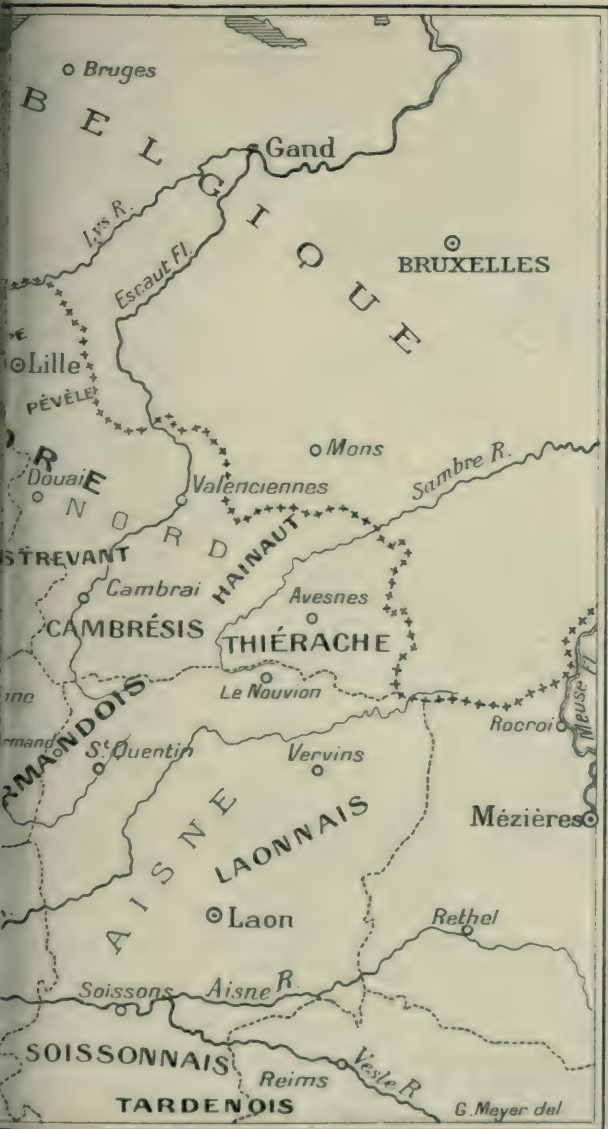 Bruges
BELGIQUE
Gand
Lys R.
Escaut Fl.
BRUXELLES
Lille
PÉVÈLE
Mons
Sambre R.
Douai
Valenciennes
NORD
HAINAUT
STREVANT
Cambrai
Avesnes
CAMBRÉSIS
THIÉRACHE
Le Nouvion
Meuse Fl
Rocroi
RMANDOIS
rmand
St Quentin
Vervins
AISNE
LAONNAIS
Mézières
Laon
Rethel
Soissons
Aisne R.
SOISSONNAIS
Vesle R
Reims
TARDENOIS
G. Meyer del